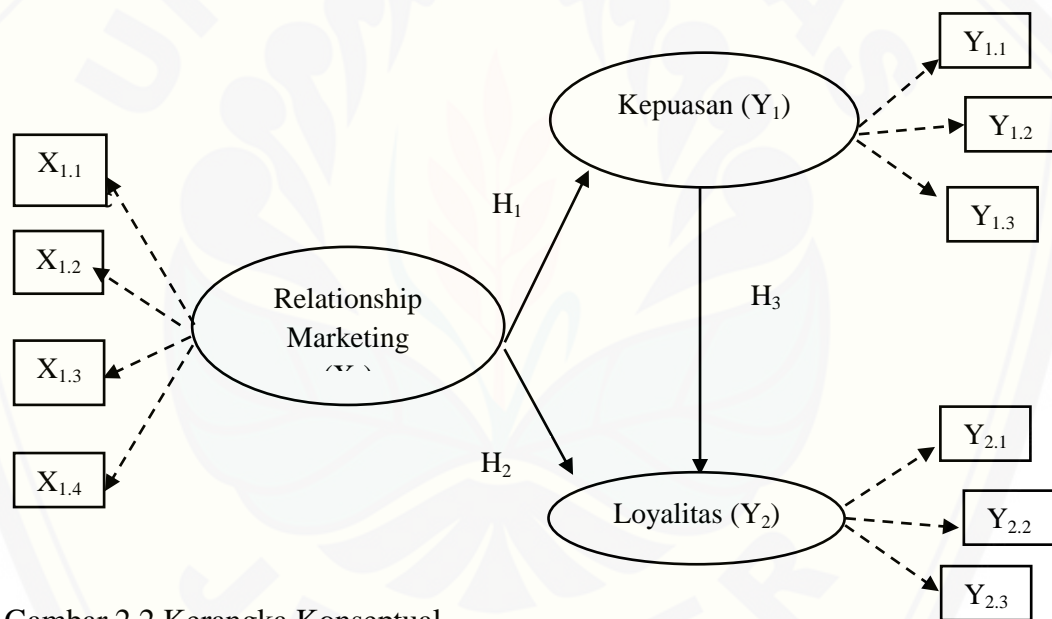 Y1.1
Kepuasan (Y1)
Y1.2
X1.1
Y1.3
H1
X1.2
Relationship
Marketing
H3
X1.3
Y2.1
H2
X1.4
Loyalitas (Y2)
Y2.2
Y2.3
Gambar 2.2 Kerangka Konseptual